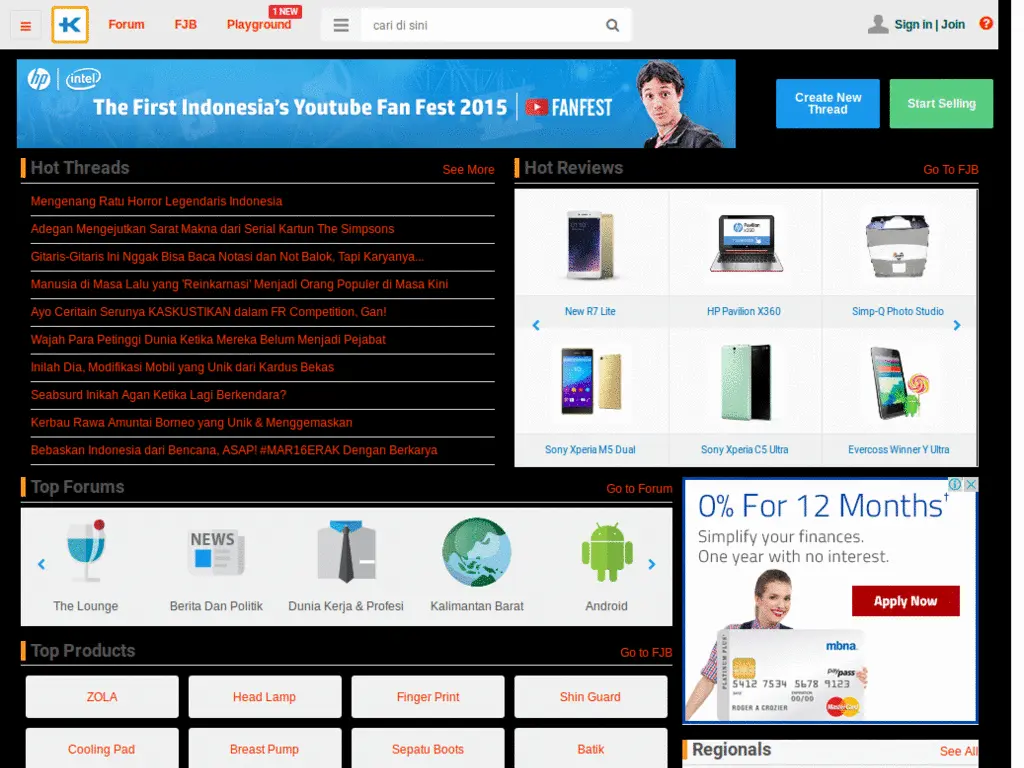 Forum
FJB
Playground
1 NEW
cari di sini
Sign in | Join
?
hp
intel
The First Indonesia's Youtube Fan Fest 2015
FANFEST
Create New
Thread
Start Selling
Hot Threads
See More
Mengenang Ratu Horror Legendaris Indonesia
Adegan Mengejutkan Sarat Makna dari Serial Kartun The Simpsons
Gitaris-Gitaris Ini Nggak Bisa Baca Notasi dan Not Balok, Tapi Karyanya...
Manusia di Masa Lalu yang 'Reinkarnasi' Menjadi Orang Populer di Masa Kini
Ayo Ceritain Serunya KASKUSTIKAN dalam FR Competition, Gan!
Wajah Para Petinggi Dunia Ketika Mereka Belum Menjadi Pejabat
Inilah Dia, Modifikasi Mobil yang Unik dari Kardus Bekas
Seabsurd Inikah Agan Ketika Lagi Berkendara?
Kerbau Rawa Amuntai Borneo yang Unik & Menggemaskan
Bebaskan Indonesia dari Bencana, ASAP! #MAR16ERAK Dengan Berkarya
Hot Reviews
Go To FJB
New R7 Lite
HP Pavilion X360
Simp-Q Photo Studio
Sony Xperia M5 Dual
Sony Xperia C5 Ultra
Evercoss Winner Y Ultra
Top Forums
Go to Forum
NEWS
The Lounge
Berita Dan Politik
Dunia Kerja & Profesi
Kalimantan Barat
Android
0% For 12 Months†
Simplify your finances.
One year with no interest.
Apply Now
mbna
PLATINUM PLUS
paypass
5412 7534 5678 9123
00/00
ROGER A CROZIER
MasterCard
Top Products
Go to FJB
ZOLA
Head Lamp
Finger Print
Shin Guard
Cooling Pad
Breast Pump
Sepatu Boots
Batik
Regionals
See All